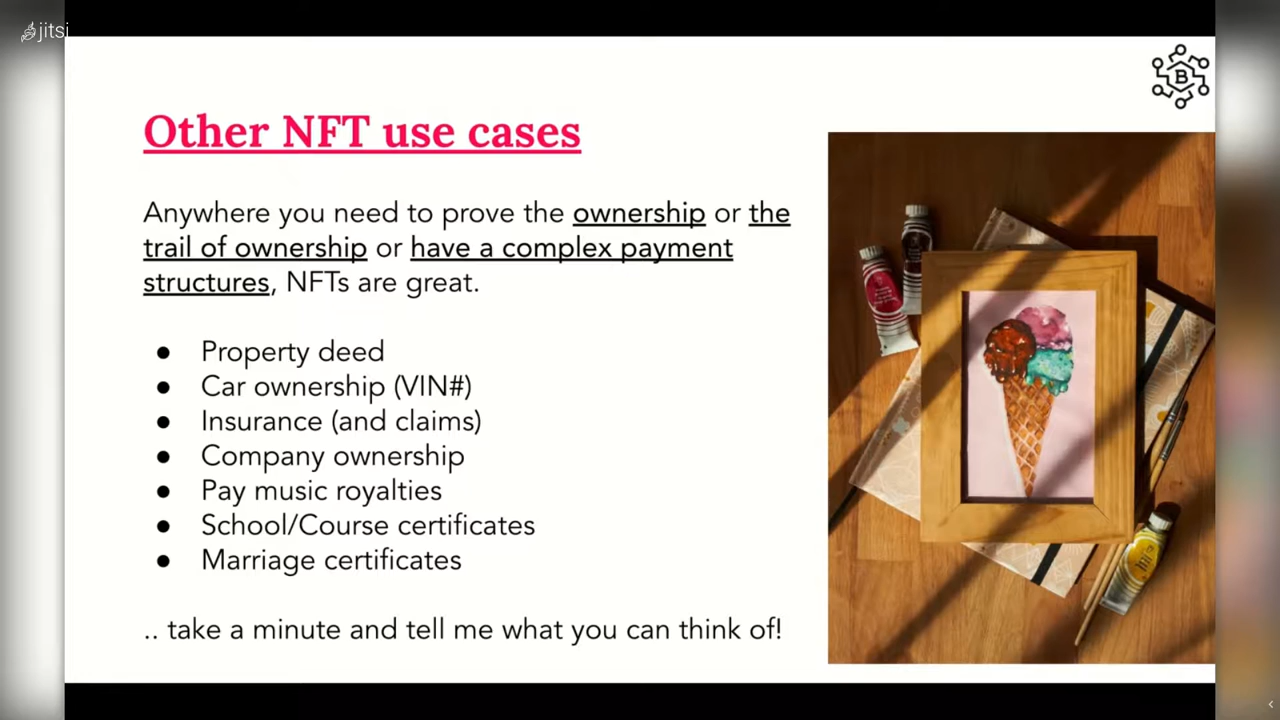 jitsi
Other NFT use cases
Anywhere you need to prove the ownership or the
trail of ownership or have a complex payment
structures, NFTs are great.
● Property deed
● Car ownership (VIN#)
● Insurance (and claims)
● Company ownership
● Pay music royalties
● School/Course certificates
● Marriage certificates
.. take a minute and tell me what you can think of!